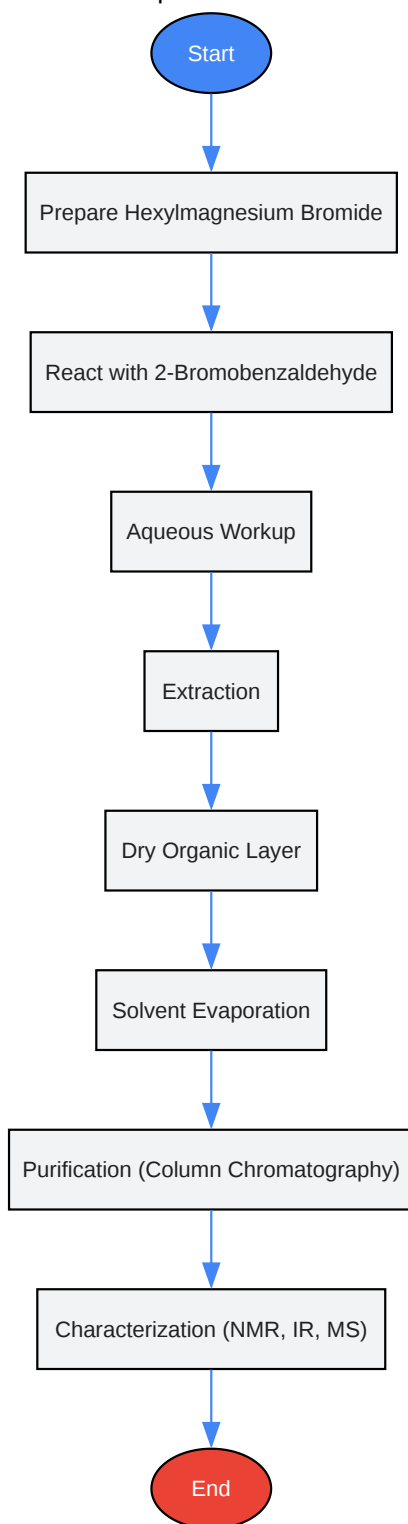 Start
Prepare Hexylmagnesium Bromide
React with 2-Bromobenzaldehyde
Aqueous Workup
Extraction
Dry Organic Layer
Solvent Evaporation
Purification (Column Chromatography)
Characterization (NMR, IR, MS)
End